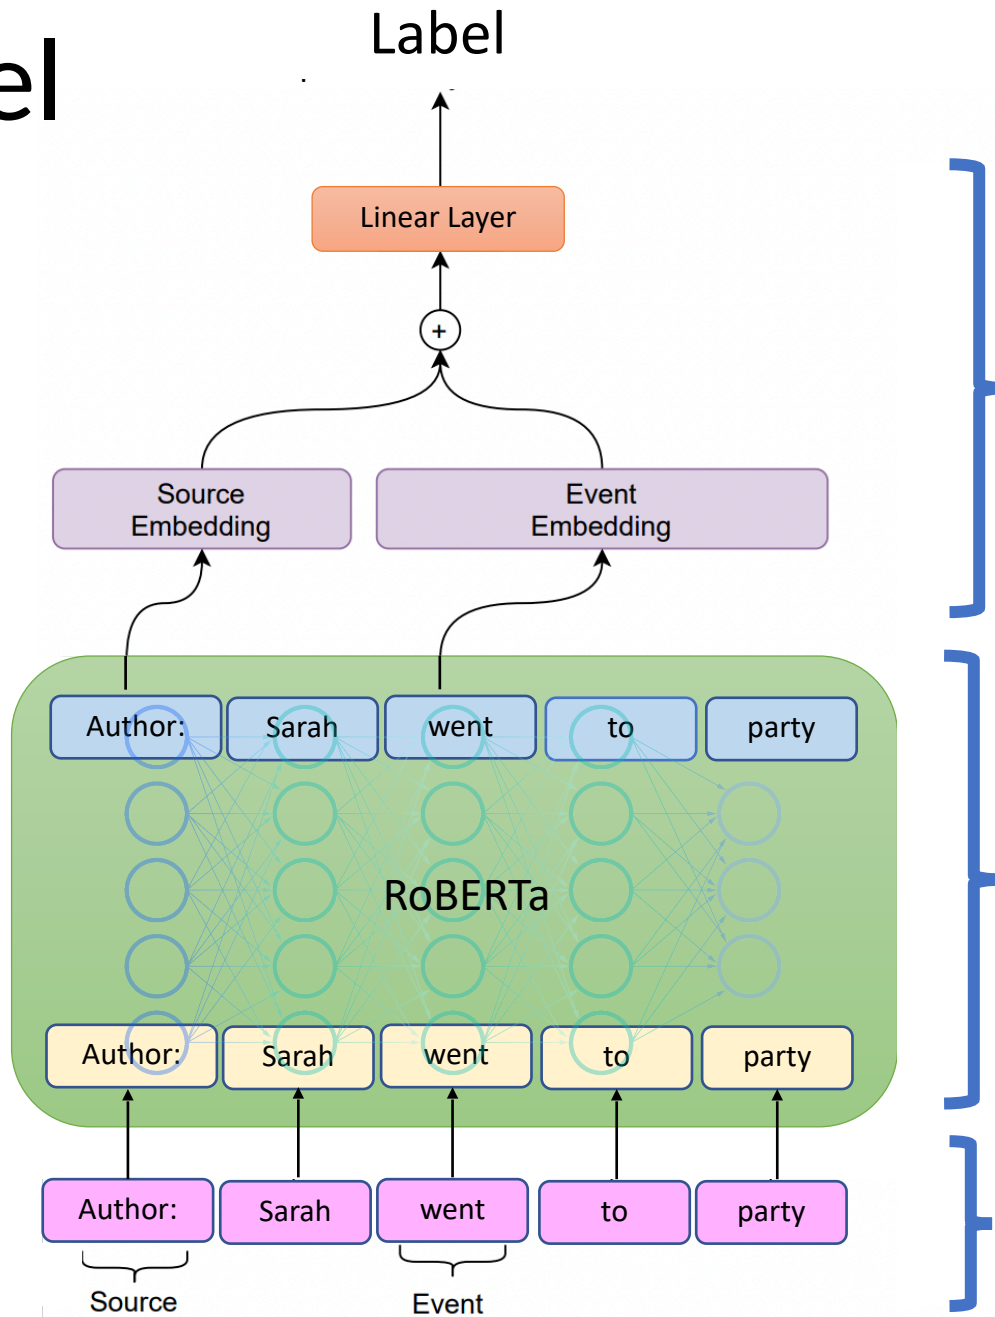 Label
el
Linear Layer
+
Source
Embedding
Event
Embedding
Author: Sarah went to party
RoBERTa
Author: Sarah went to party
Author: Sarah went to party
Source Event